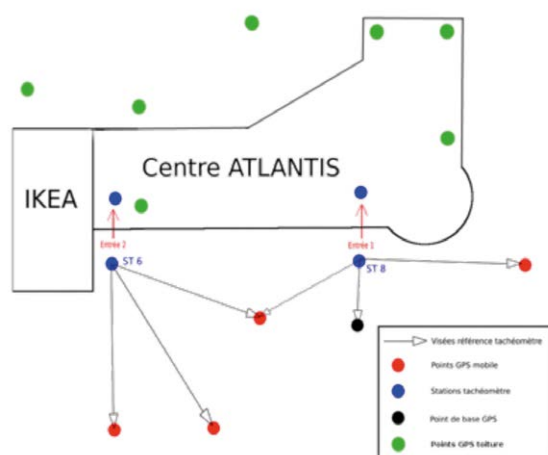 Centre ATLANTIS
IKEA
Entrée 2
Entrée 1
ST 6
ST 8
Visées référence tachéomètre
Points GPS mobile
Stations tachéomètre
Point de base GPS
Points GPS toiture